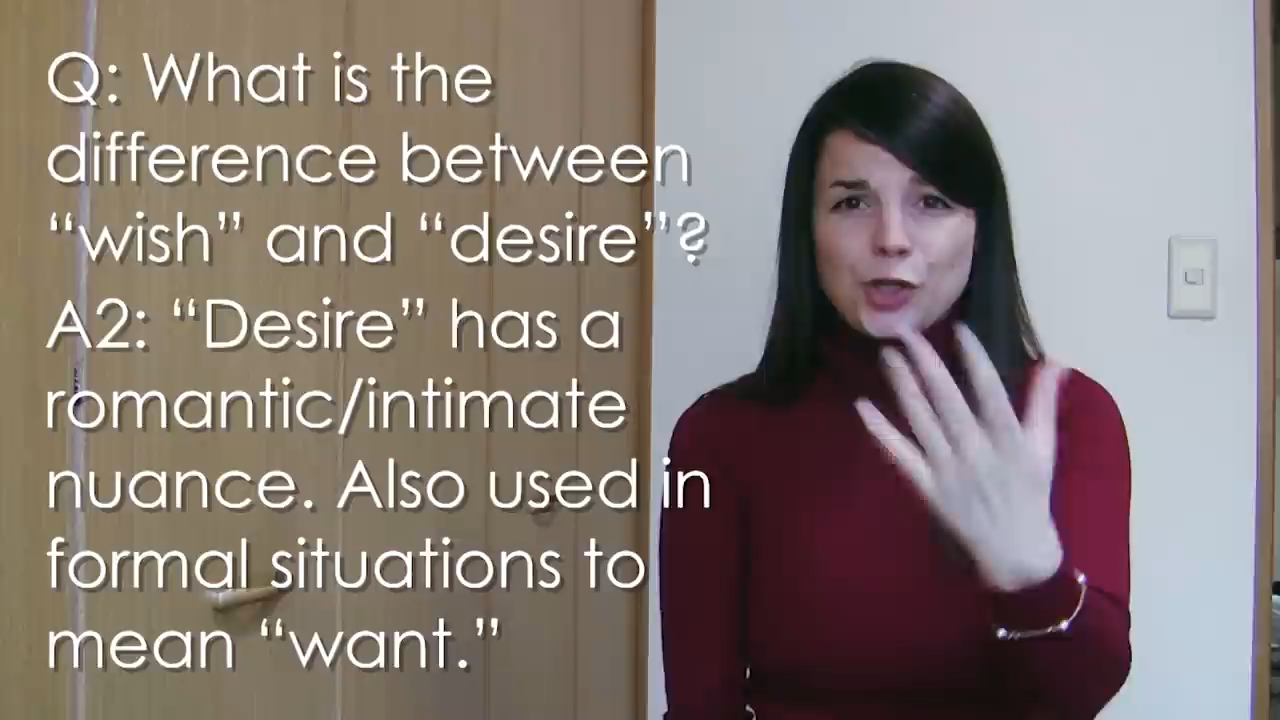 Q: What is the
difference between
“wish” and “desire”?
A2: “Desire” has a
romantic/intimate
nuance. Also used in
formal situations to
mean “want.”